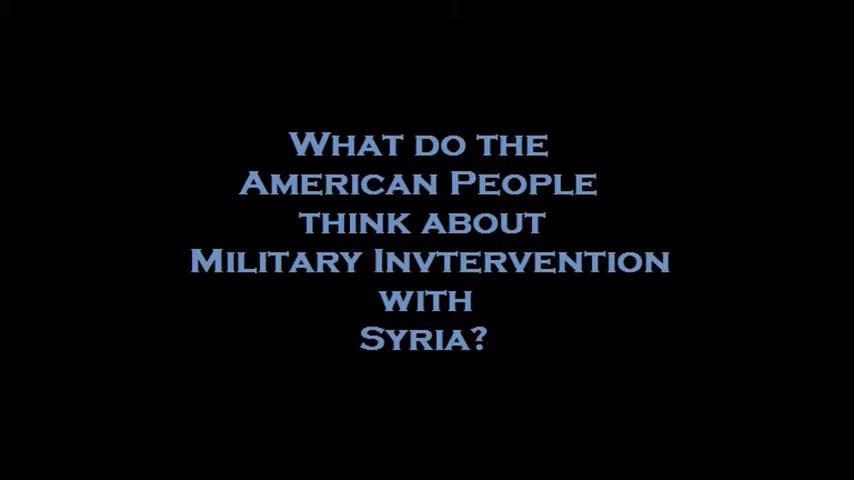 What do the
American People
think about
Military Invtervention
with
Syria?